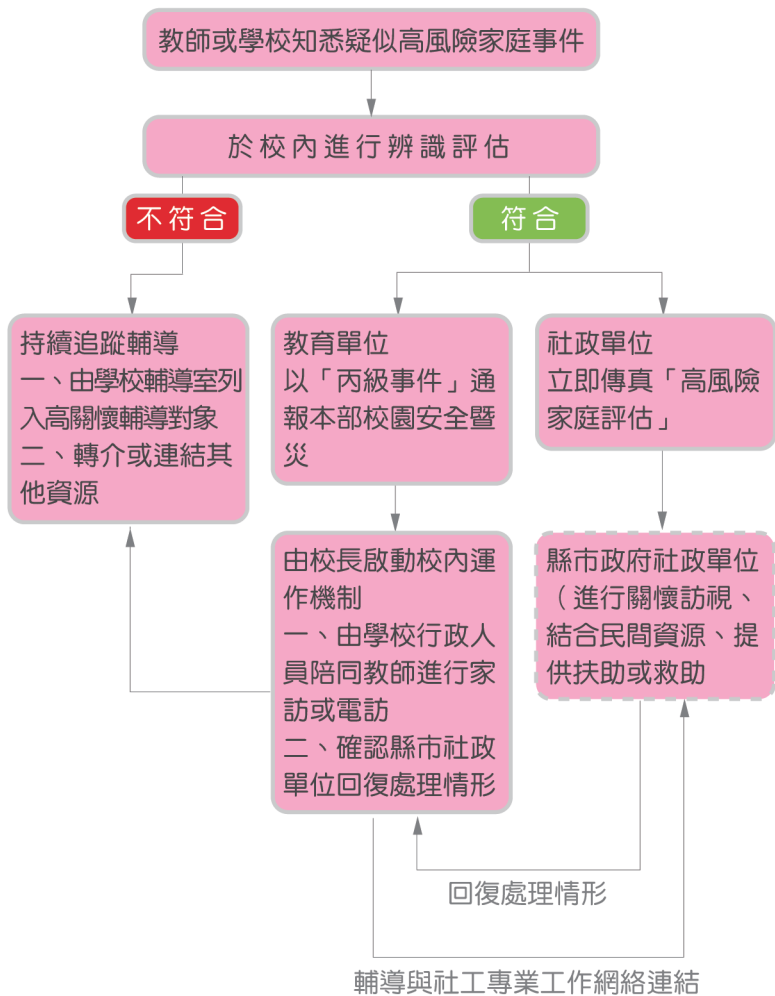 教師或學校知悉疑似高風險家庭事件
於校內進行辨識評估
不符合
符合
持續追蹤輔導
一、由學校輔導室列
入高關懷輔導對象
二、轉介或連結其
他資源
教育單位
以「丙級事件」通
報本部校園安全暨
災
社政單位
立即傳真「高風險
家庭評估」
由校長啟動校內運
作機制
一、由學校行政人
員陪同教師進行家
訪或電訪
二、確認縣市社政
單位回復處理情形
縣市政府社政單位
（進行關懷訪視、
結合民間資源、提
供扶助或救助
回復處理情形
輔導與社工專業工作網絡連結